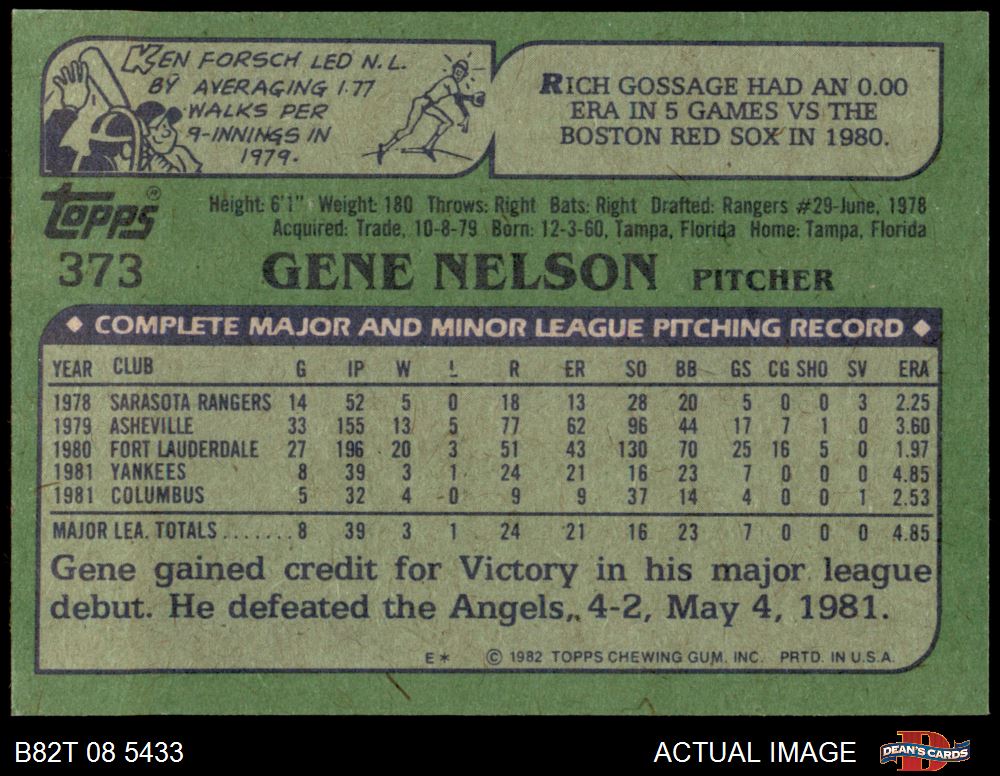 KEN FORSCH LED N.L.
BY AVERAGING 1.77
WALKS PER
9-INNINGS IN
1979.
RICH GOSSAGE HAD AN 0.00
ERA IN 5 GAMES VS THE
BOSTON RED SOX IN 1980.
topps®
Height: 6'1" Weight: 180 Throws: Right Bats: Right Drafted: Rangers #29-June, 1978
Acquired: Trade, 10-8-79 Born: 12-3-60, Tampa, Florida Home: Tampa, Florida
373 GENE NELSON PITCHER
◆ COMPLETE MAJOR AND MINOR LEAGUE PITCHING RECORD ◆
YEAR CLUB G IP W L R ER SO BB GS CG SHO SV ERA
1978 SARASOTA RANGERS 14 52 5 0 18 13 28 20 5 0 0 3 2.25
1979 ASHEVILLE 33 155 13 5 77 62 96 44 17 7 1 0 3.60
1980 FORT LAUDERDALE 27 196 20 3 51 43 130 70 25 16 5 0 1.97
1981 YANKEES 8 39 3 1 24 21 16 23 7 0 0 0 4.85
1981 COLUMBUS 5 32 4 0 9 9 37 14 4 0 0 1 2.53
MAJOR LEA. TOTALS.......8 39 3 1 24 21 16 23 7 0 0 0 4.85
Gene gained credit for Victory in his major league
debut. He defeated the Angels,, 4-2, May 4, 1981.
E* © 1982 TOPPS CHEWING GUM, INC. PRTD. IN U.S.A.
B82T 08 5433 ACTUAL IMAGE DEAN'S CARDS